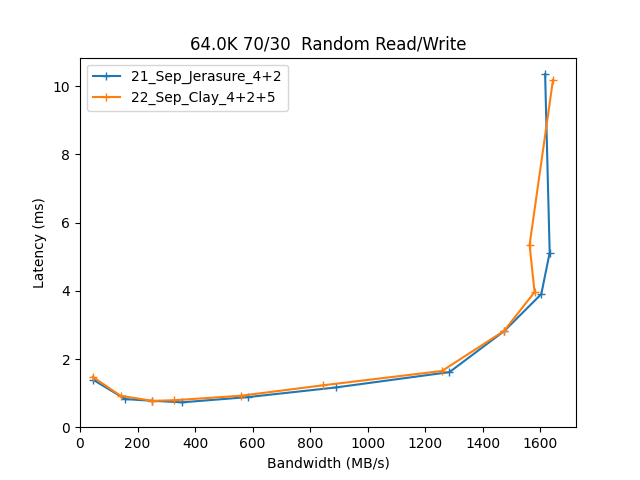 64.0K 70/30  Random Read/Write
21_Sep_Jerasure_4+2
22_Sep_Clay_4+2+5
10
8
6
4
2
0
Latency (ms)
0 200 400 600 800 1000 1200 1400 1600
Bandwidth (MB/s)